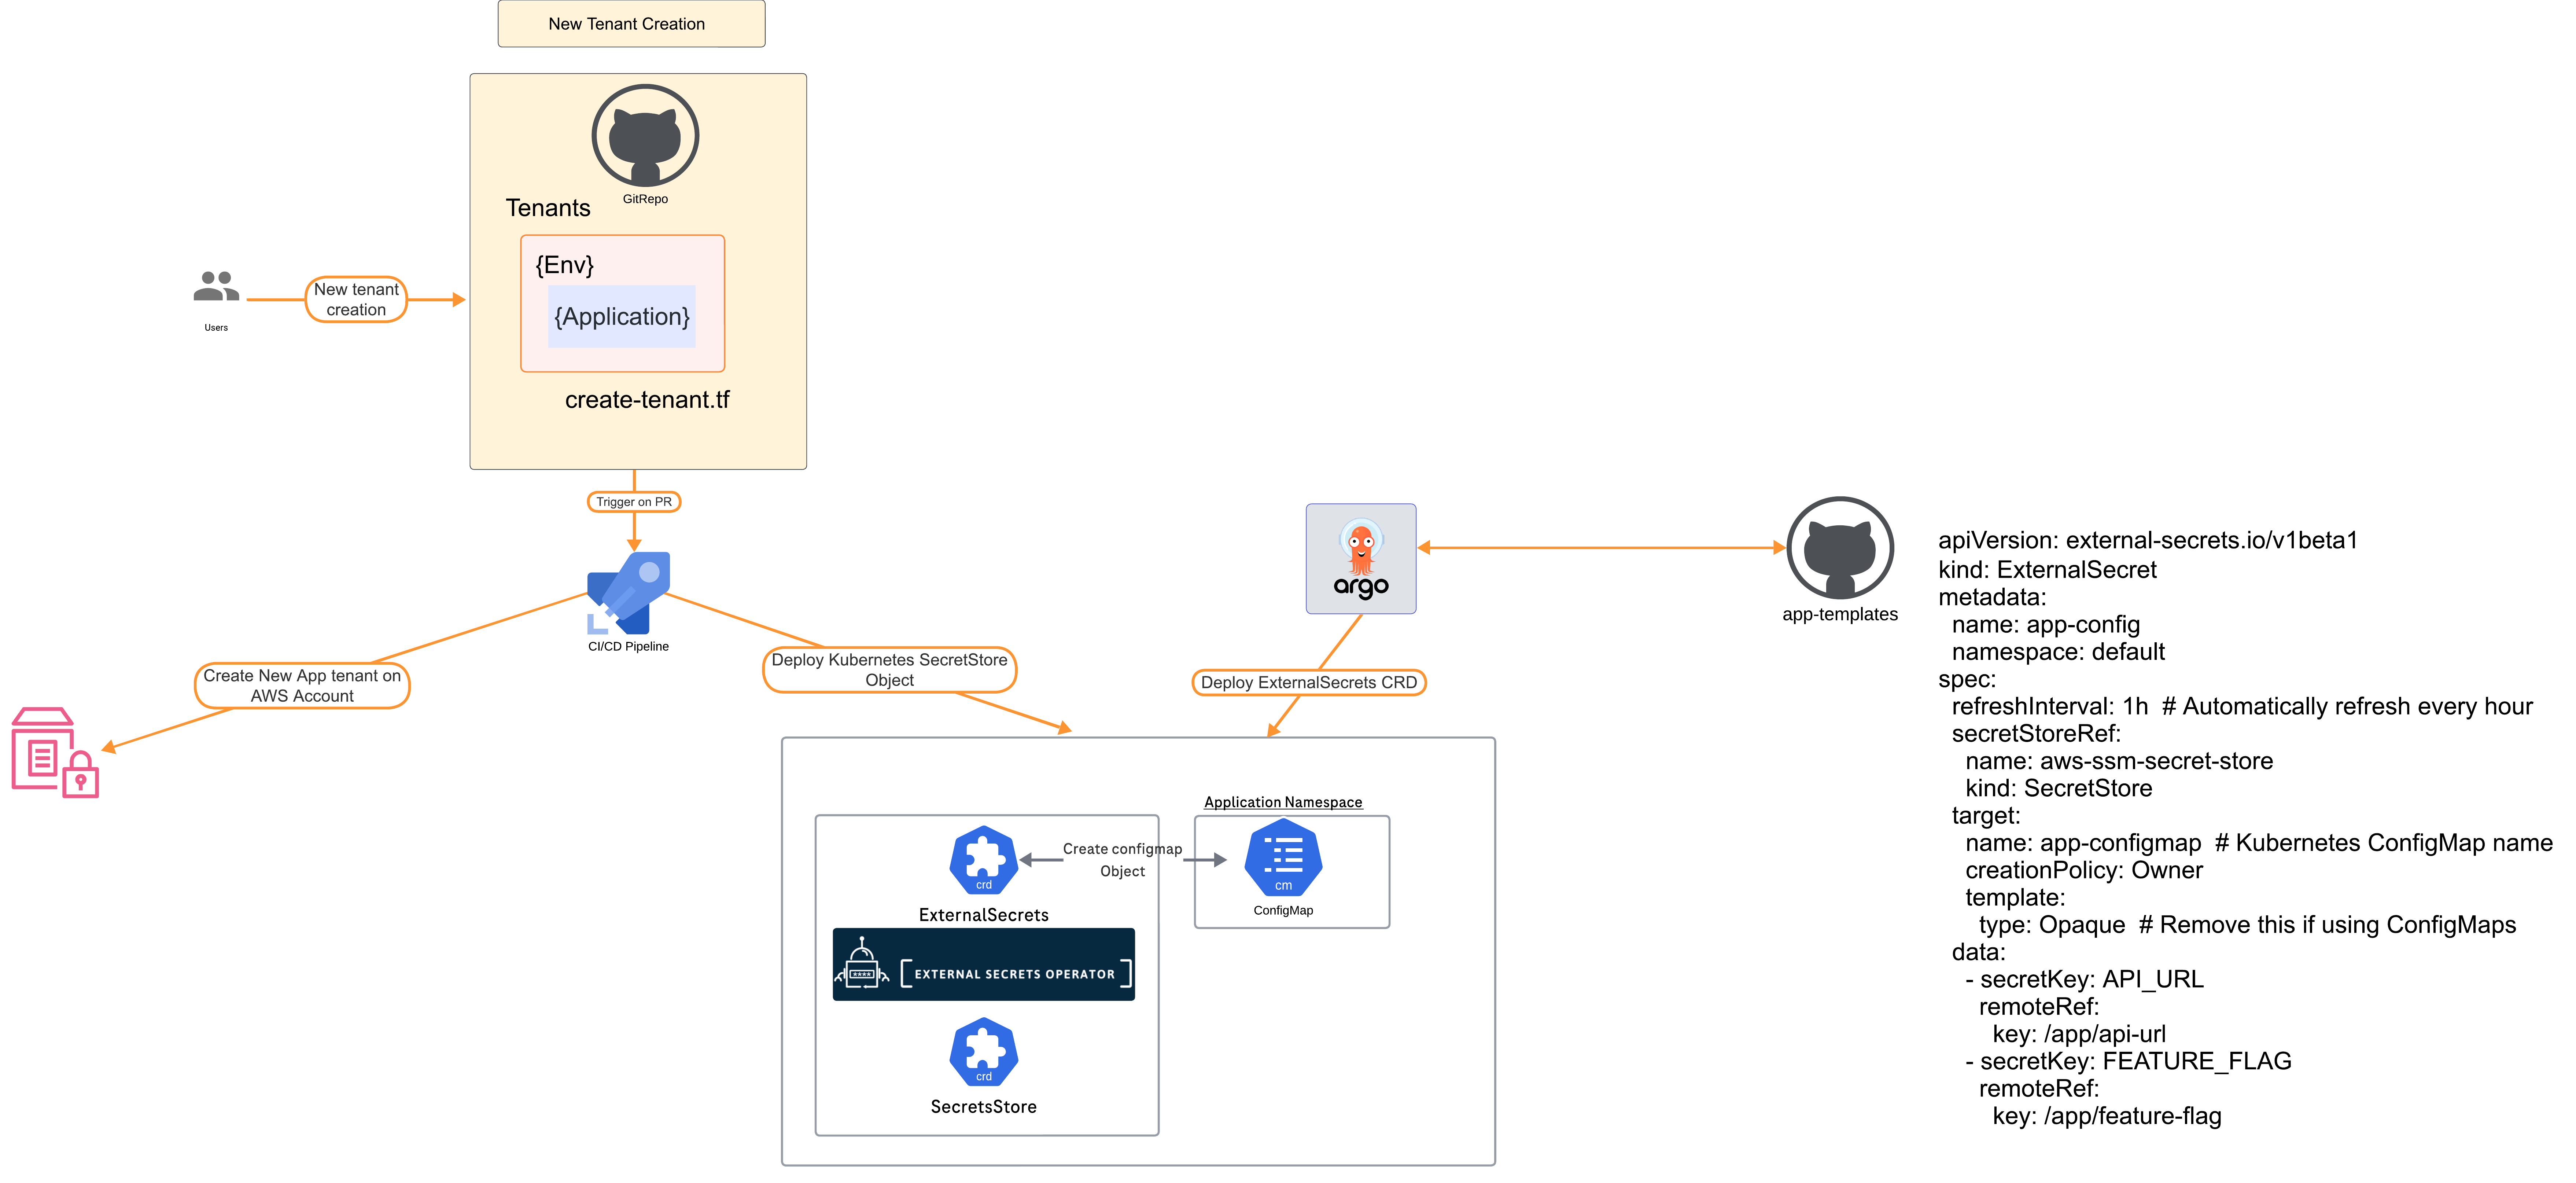 New Tenant Creation
GitRepo
Tenants
{Env}
{Application}
create-tenant.tf
Users
New tenant
creation
Trigger on PR
CI/CD Pipeline
Create New App tenant on
AWS Account
Deploy Kubernetes SecretStore
Object
argo
Deploy ExternalSecrets CRD
app-templates
Application Namespace
crd
ExternalSecrets
Create configmap
Object
cm
ConfigMap
****
EXTERNAL SECRETS OPERATOR
crd
SecretsStore
apiVersion: external-secrets.io/v1beta1
kind: ExternalSecret
metadata:
  name: app-config
  namespace: default
spec:
  refreshInterval: 1h  # Automatically refresh every hour
  secretStoreRef:
    name: aws-ssm-secret-store
    kind: SecretStore
  target:
    name: app-configmap  # Kubernetes ConfigMap name
    creationPolicy: Owner
    template:
      type: Opaque  # Remove this if using ConfigMaps
  data:
    - secretKey: API_URL
      remoteRef:
        key: /app/api-url
    - secretKey: FEATURE_FLAG
      remoteRef:
        key: /app/feature-flag